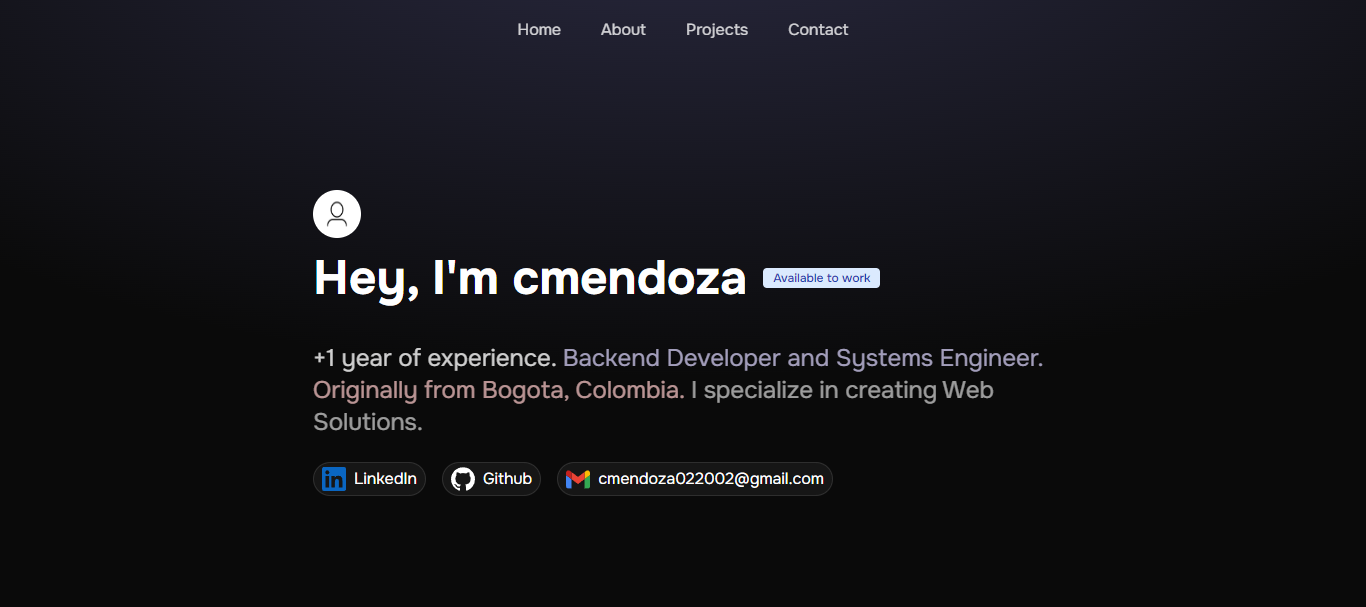 Home About Projects Contact
Hey, I'm cmendoza Available to work
+1 year of experience. Backend Developer and Systems Engineer.
Originally from Bogota, Colombia. I specialize in creating Web
Solutions.
LinkedIn Github cmendoza022002@gmail.com